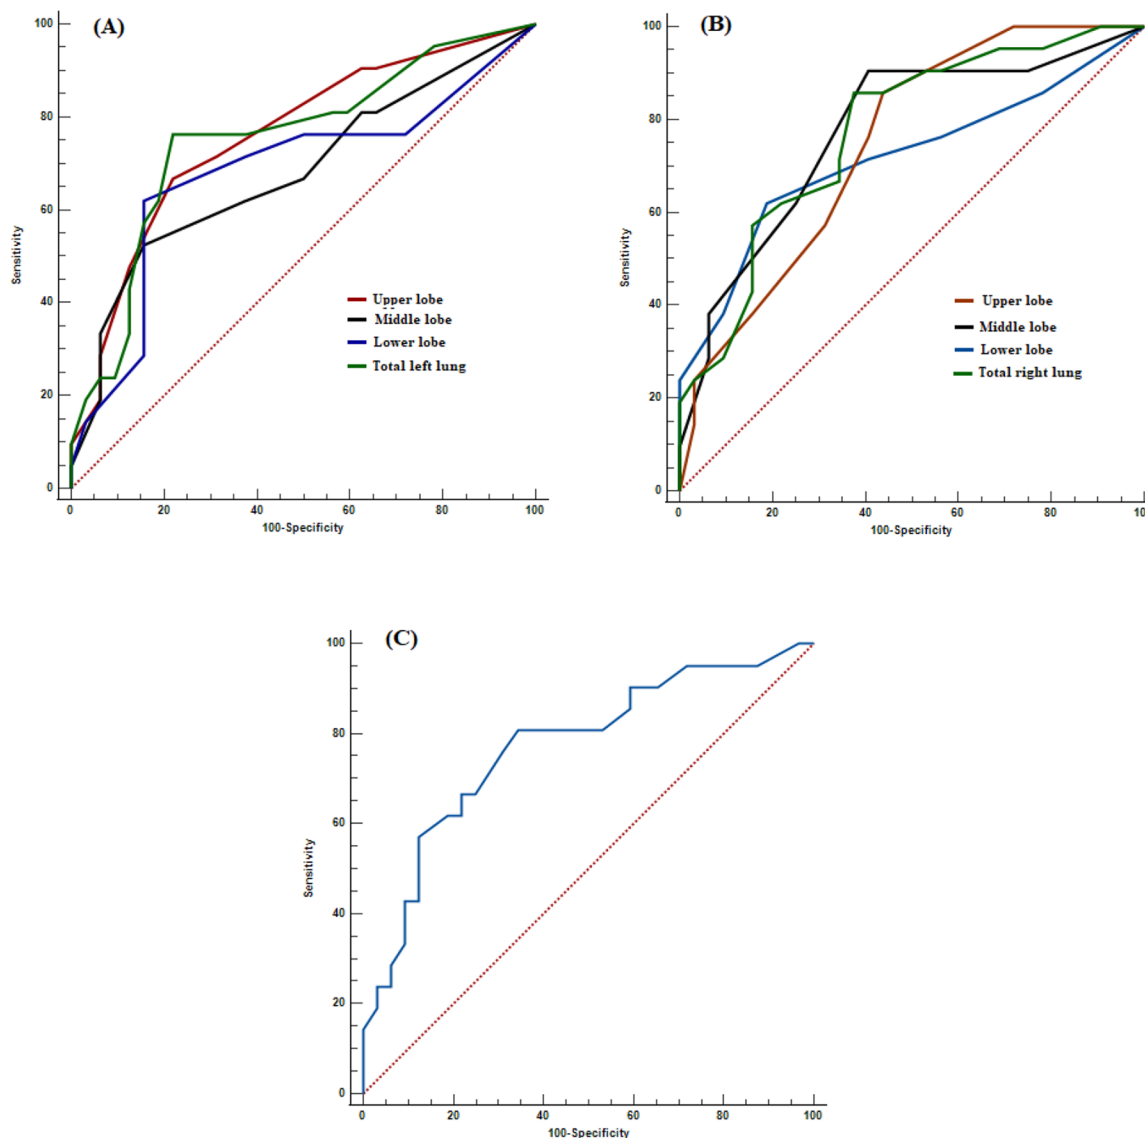 (A)
100
80
60
40
20
0
Sensitivity
Upper lobe
Middle lobe
Lower lobe
Total left lung
0 20 40 60 80 100
100-Specificity
(B)
100
80
60
40
20
0
Sensitivity
Upper lobe
Middle lobe
Lower lobe
Total right lung
0 20 40 60 80
100-Specificity
(C)
100
80
60
40
20
0
Sensitivity
0 20 40 60 80 100
100-Specificity